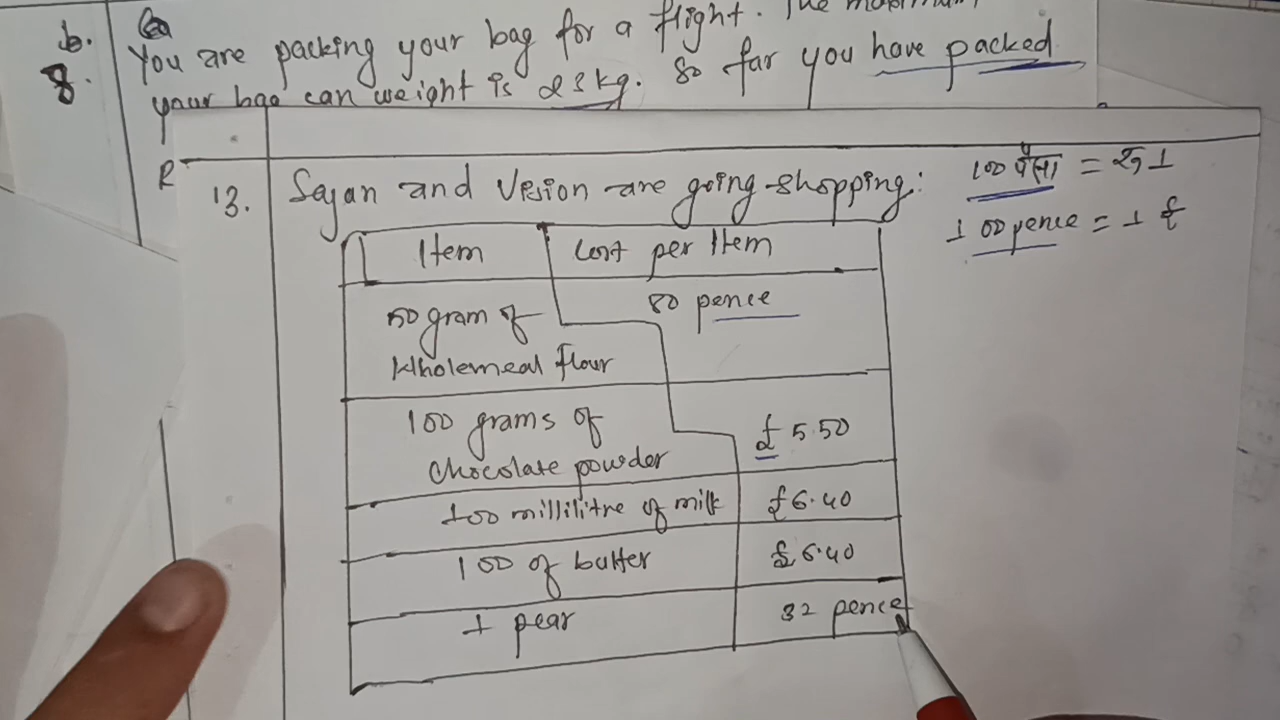 b.
8.
You are packing your bag for a flight. The maximum
your bag can weight is 23 kg. So far you have packed
R
13. Sajan and Vesion are going shopping:
100 = 1
100 pence = 1 £
Item Cost per Item
50 gram of 80 pence
Wholemeal flour
100 grams of
chocolate powder £ 5.50
100 millilitre of milk £6.40
100 of butter £6.40
1 pear 32 pence